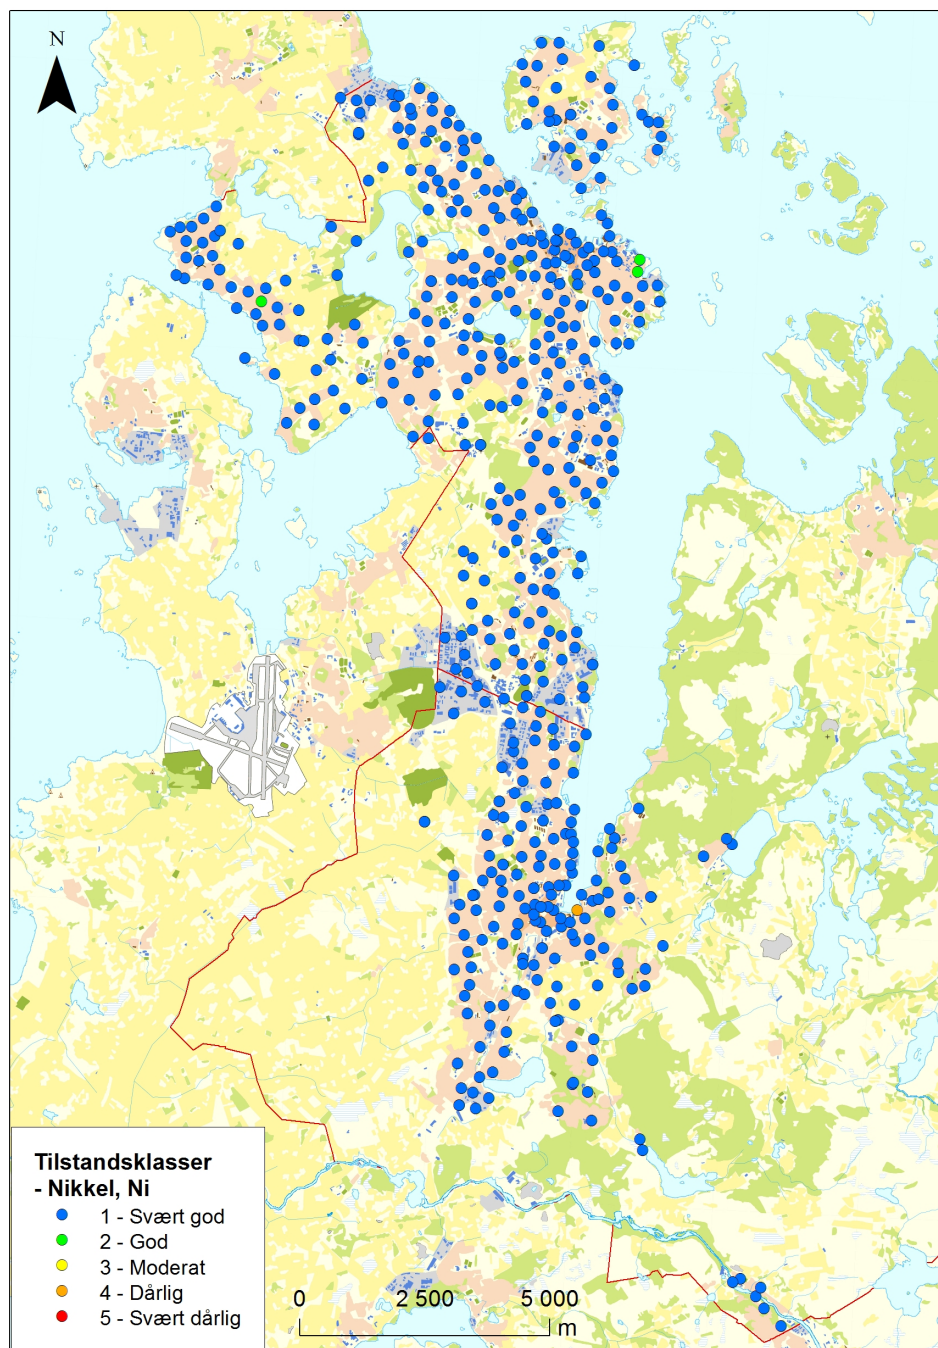 N
Tilstandsklasser
- Nikkel, Ni
1 - Svært god
2 - God
3 - Moderat
4 - Dårlig
5 - Svært dårlig
0 2 500 5 000
m